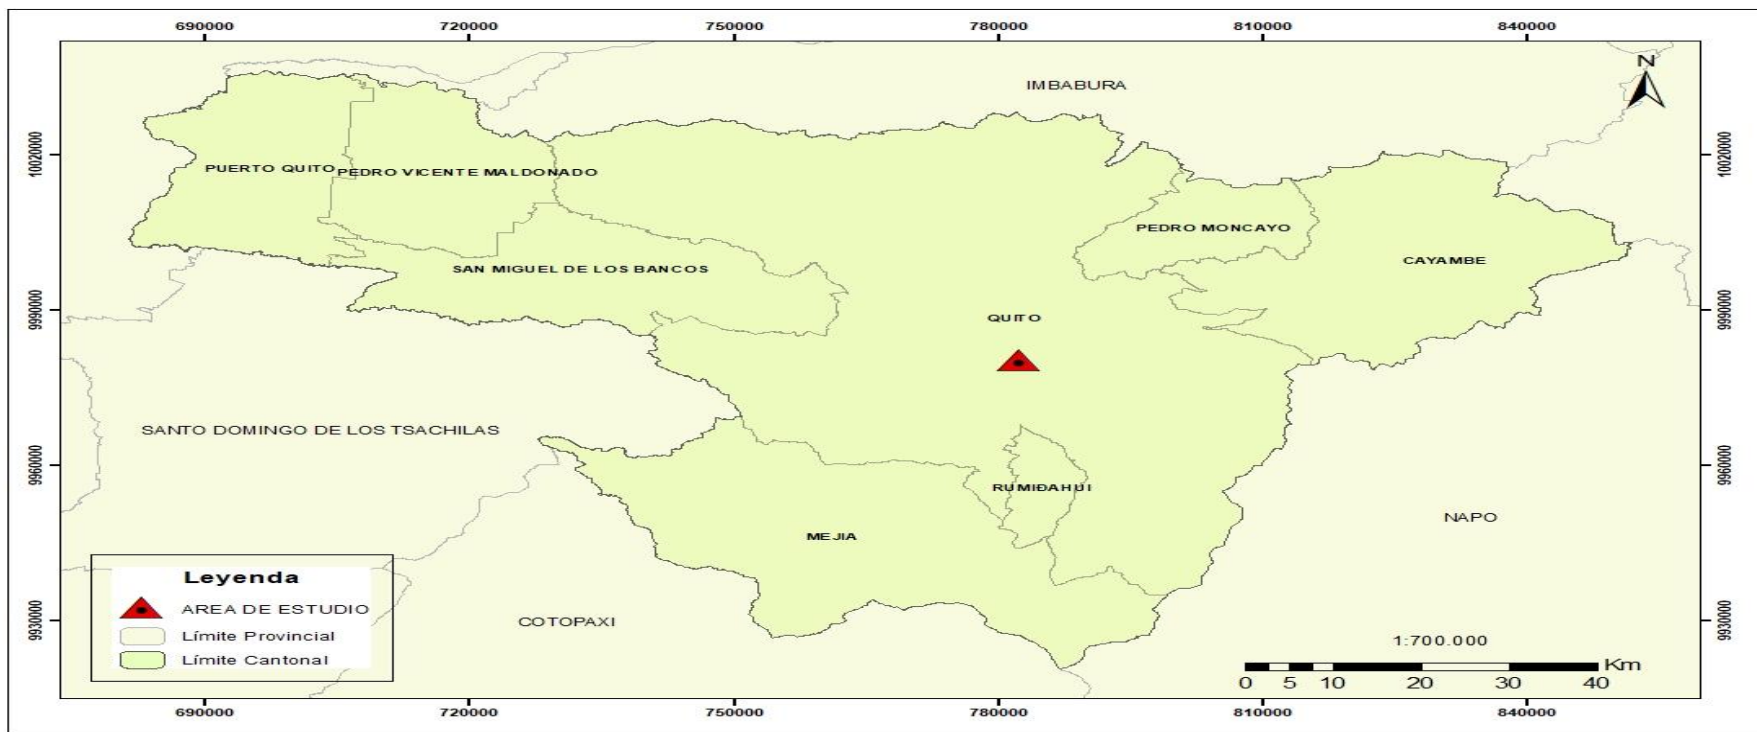 690000 720000 750000 780000 810000 840000
N
IMBABURA
10020000 10020000
PUERTO QUITO PEDRO VICENTE MALDONADO
PEDRO MONCAYO
CAYAMBE
SAN MIGUEL DE LOS BANCOS
9990000 9990000
QUITO
SANTO DOMINGO DE LOS TSACHILAS
9960000 9960000
RUMIÐAHUI
NAPO
MEJIA
Leyenda
AREA DE ESTUDIO
Límite Provincial
Límite Cantonal
COTOPAXI
9930000 9930000
1:700.000
Km
0 5 10 20 30 40
690000 720000 750000 780000 810000 840000